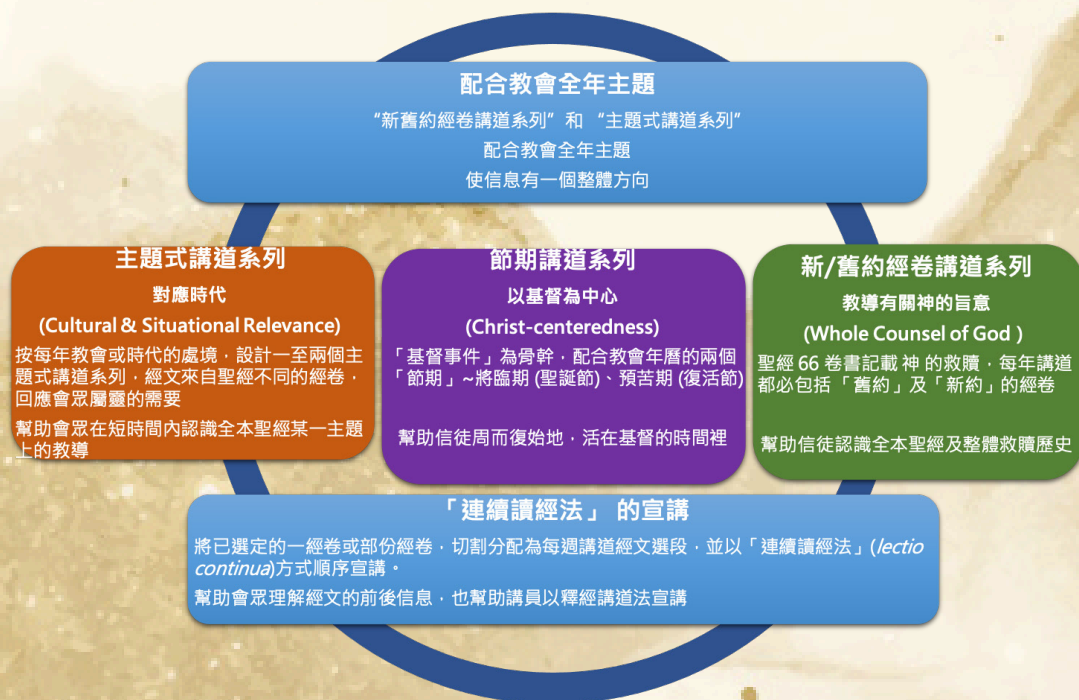 配合教會全年主題
“新舊約經卷講道系列” 和 “主題式講道系列”
配合教會全年主題
使信息有一個整體方向
主題式講道系列
對應時代
(Cultural & Situational Relevance)
按每年教會或時代的處境，設計一至兩個主
題式講道系列，經文來自聖經不同的經卷，
回應會眾屬靈的需要
幫助會眾在短時間內認識全本聖經某一主題
上的教導
節期講道系列
以基督為中心
(Christ-centeredness)
「基督事件」為骨幹，配合教會年曆的兩個
「節期」~將臨期 (聖誕節)、預苦期 (復活節)
幫助信徒周而復始地，活在基督的時間裡
新/舊約經卷講道系列
教導有關神的旨意
(Whole Counsel of God )
聖經 66 卷書記載 神 的救贖，每年講道
都必包括「舊約」及「新約」的經卷
幫助信徒認識全本聖經及整體救贖歷史
「連續讀經法」 的宣講
將已選定的一經卷或部份經卷，切割分配為每週講道經文選段，並以「連續讀經法」(lectio
continua)方式順序宣講。
幫助會眾理解經文的前後信息，也幫助講員以釋經講道法宣講